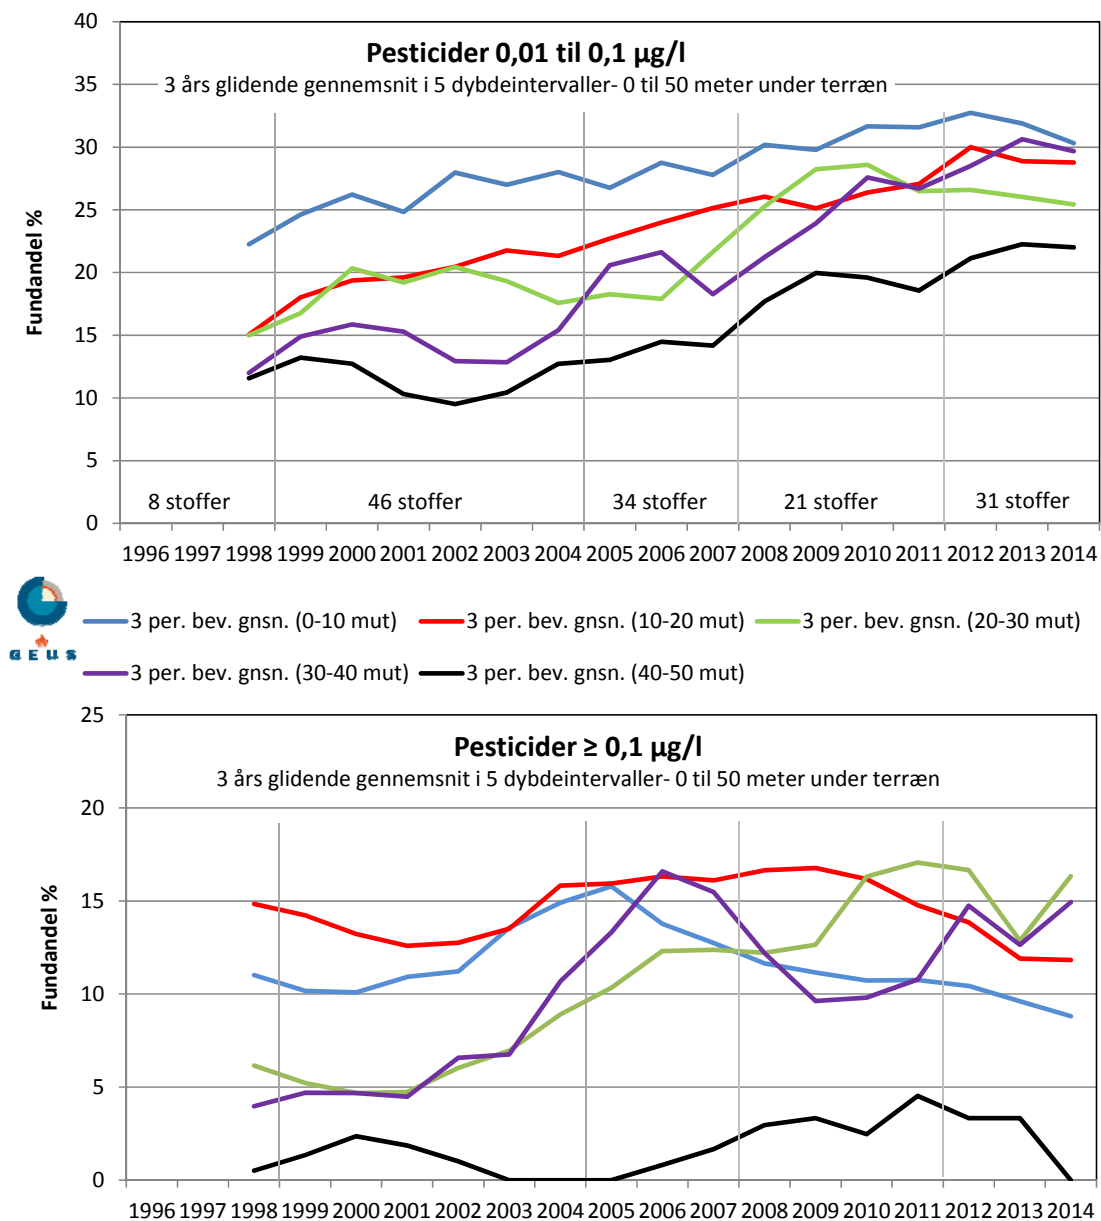 Pesticider 0,01 til 0,1 µg/l
3 års glidende gennemsnit i 5 dybdeintervaller- 0 til 50 meter under terræn
Fundandel %
40
35
30
25
20
15
10
5
0
8 stoffer 46 stoffer 34 stoffer 21 stoffer 31 stoffer
1996 1997 1998 1999 2000 2001 2002 2003 2004 2005 2006 2007 2008 2009 2010 2011 2012 2013 2014
GEUS
3 per. bev. gnsn. (0-10 mut) 3 per. bev. gnsn. (10-20 mut) 3 per. bev. gnsn. (20-30 mut)
3 per. bev. gnsn. (30-40 mut) 3 per. bev. gnsn. (40-50 mut)
Pesticider ≥ 0,1 µg/l
3 års glidende gennemsnit i 5 dybdeintervaller- 0 til 50 meter under terræn
Fundandel %
25
20
15
10
5
0
1996 1997 1998 1999 2000 2001 2002 2003 2004 2005 2006 2007 2008 2009 2010 2011 2012 2013 2014